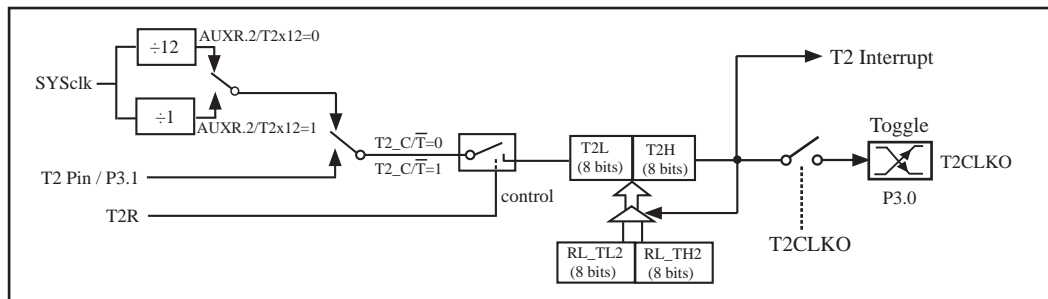 ÷12
AUXR.2/T2x12=0
SYSclk
÷1
AUXR.2/T2x12=1
T2 Interrupt
Toggle
T2_C/T̅=0
T2_C/T̅=1
T2L
(8 bits)
T2H
(8 bits)
T2CLKO
P3.0
T2 Pin / P3.1
control
T2R
T2CLKO
RL_TL2
(8 bits)
RL_TH2
(8 bits)